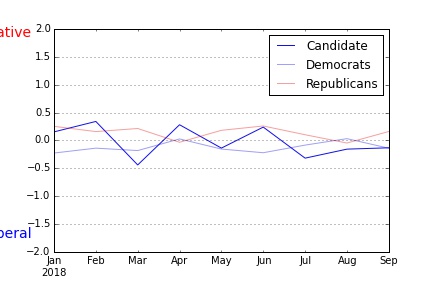 ative
2.0
1.5
1.0
0.5
0.0
−0.5
−1.0
−1.5
−2.0
beral
Candidate
Democrats
Republicans
Jan Feb Mar Apr May Jun Jul Aug Sep
2018